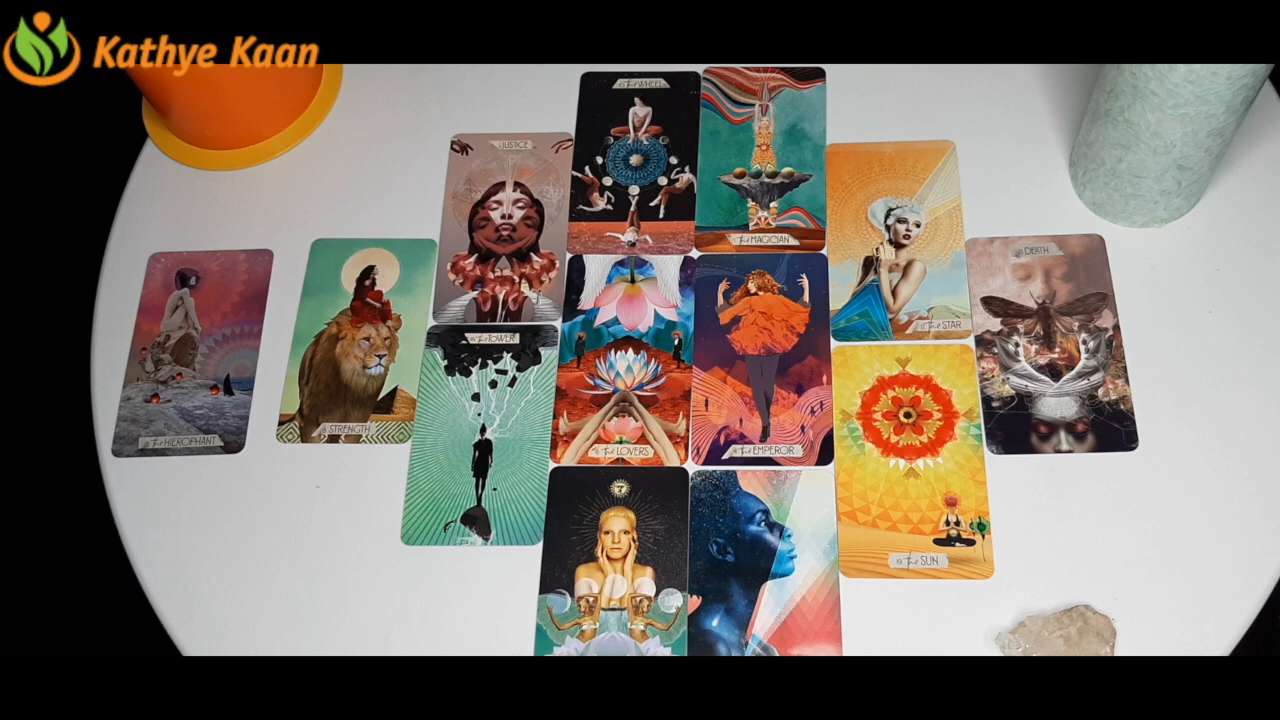 Kathye Kaan
JUSTICE
The WHEEL
The MAGICIAN
The STAR
DEATH
The HIEROPHANT
STRENGTH
The TOWER
The LOVERS
The EMPEROR
The SUN